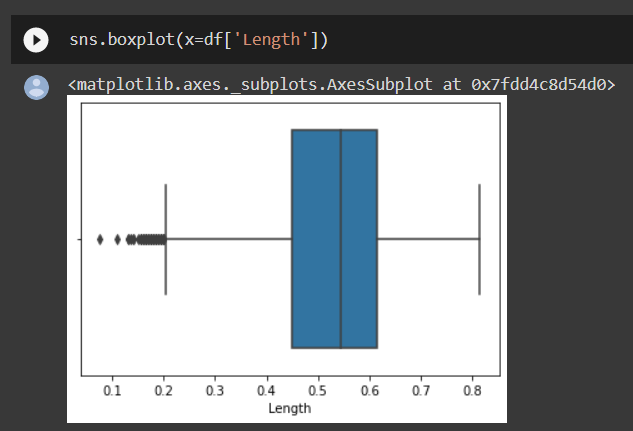 sns.boxplot(x=df['Length'])
<matplotlib.axes._subplots.AxesSubplot at 0x7fdd4c8d54d0>
0.1 0.2 0.3 0.4 0.5 0.6 0.7 0.8
Length